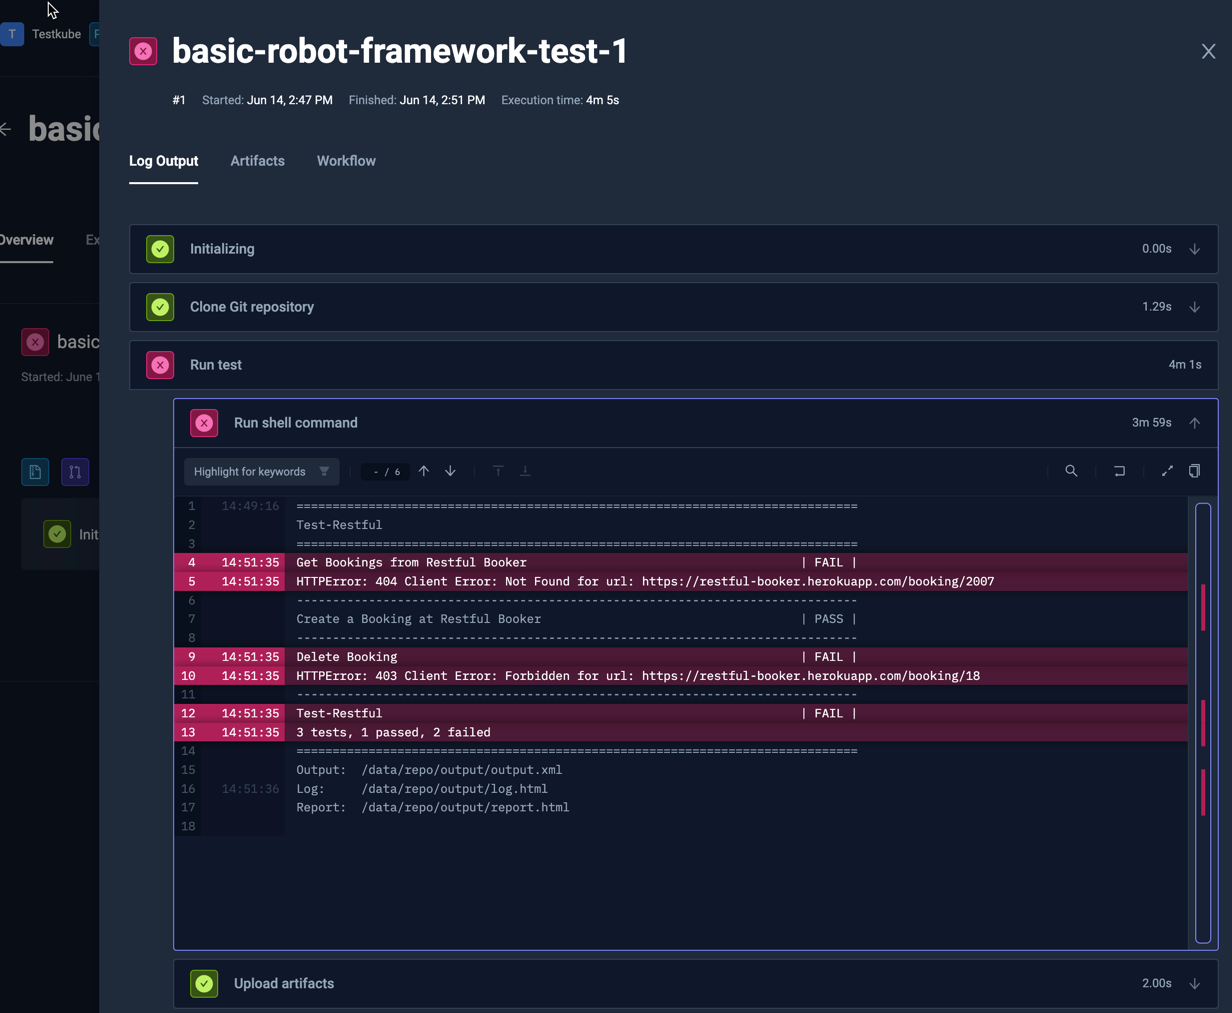 T Testkube
basic-robot-framework-test-1
#1 Started: Jun 14, 2:47 PM Finished: Jun 14, 2:51 PM Execution time: 4m 5s
basic
Log Output Artifacts Workflow
Overview Ex
Initializing 0.00s
Clone Git repository 1.29s
basic
Started: June 1
Run test 4m 1s
Run shell command 3m 59s
Highlight for keywords - / 6
Init
1 14:49:16 ==============================================================================
2 Test-Restful
3 ==============================================================================
4 14:51:35 Get Bookings from Restful Booker | FAIL |
5 14:51:35 HTTPError: 404 Client Error: Not Found for url: https://restful-booker.herokuapp.com/booking/2007
6 ------------------------------------------------------------------------------
7 Create a Booking at Restful Booker | PASS |
8 ------------------------------------------------------------------------------
9 14:51:35 Delete Booking | FAIL |
10 14:51:35 HTTPError: 403 Client Error: Forbidden for url: https://restful-booker.herokuapp.com/booking/18
11 ------------------------------------------------------------------------------
12 14:51:35 Test-Restful | FAIL |
13 14:51:35 3 tests, 1 passed, 2 failed
14 ==============================================================================
15 Output: /data/repo/output/output.xml
16 14:51:36 Log: /data/repo/output/log.html
17 Report: /data/repo/output/report.html
18
Upload artifacts 2.00s